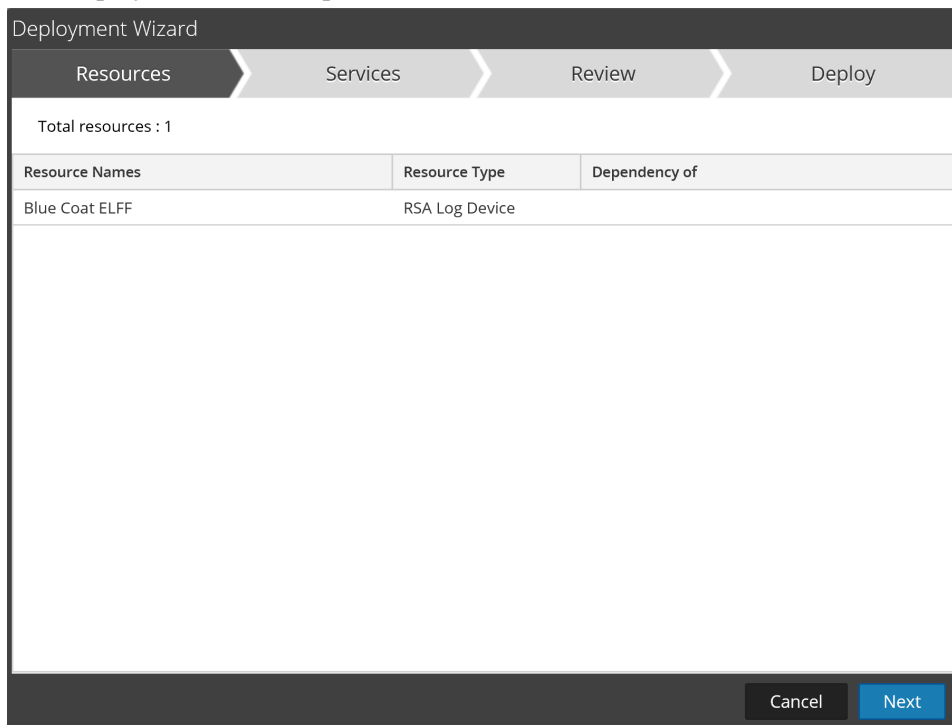 Deployment Wizard
Resources Services Review Deploy
Total resources : 1
Resource Names Resource Type Dependency of
Blue Coat ELFF RSA Log Device
Cancel Next